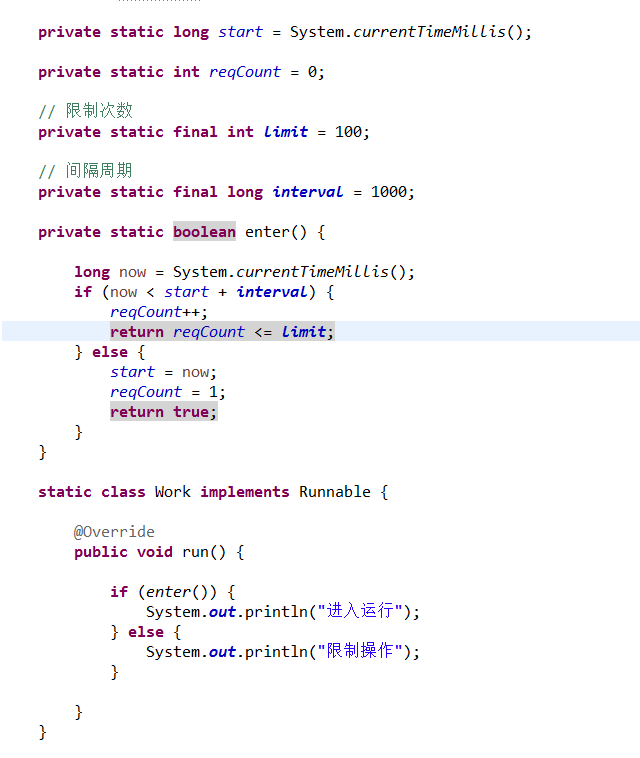 private static long start = System.currentTimeMillis();
private static int reqCount = 0;
// 限制次数
private static final int limit = 100;
// 间隔周期
private static final long interval = 1000;
private static boolean enter() {
long now = System.currentTimeMillis();
if (now < start + interval) {
reqCount++;
return reqCount <= limit;
} else {
start = now;
reqCount = 1;
return true;
}
}
static class Work implements Runnable {
@Override
public void run() {
if (enter()) {
System.out.println("进入运行");
} else {
System.out.println("限制操作");
}
}
}